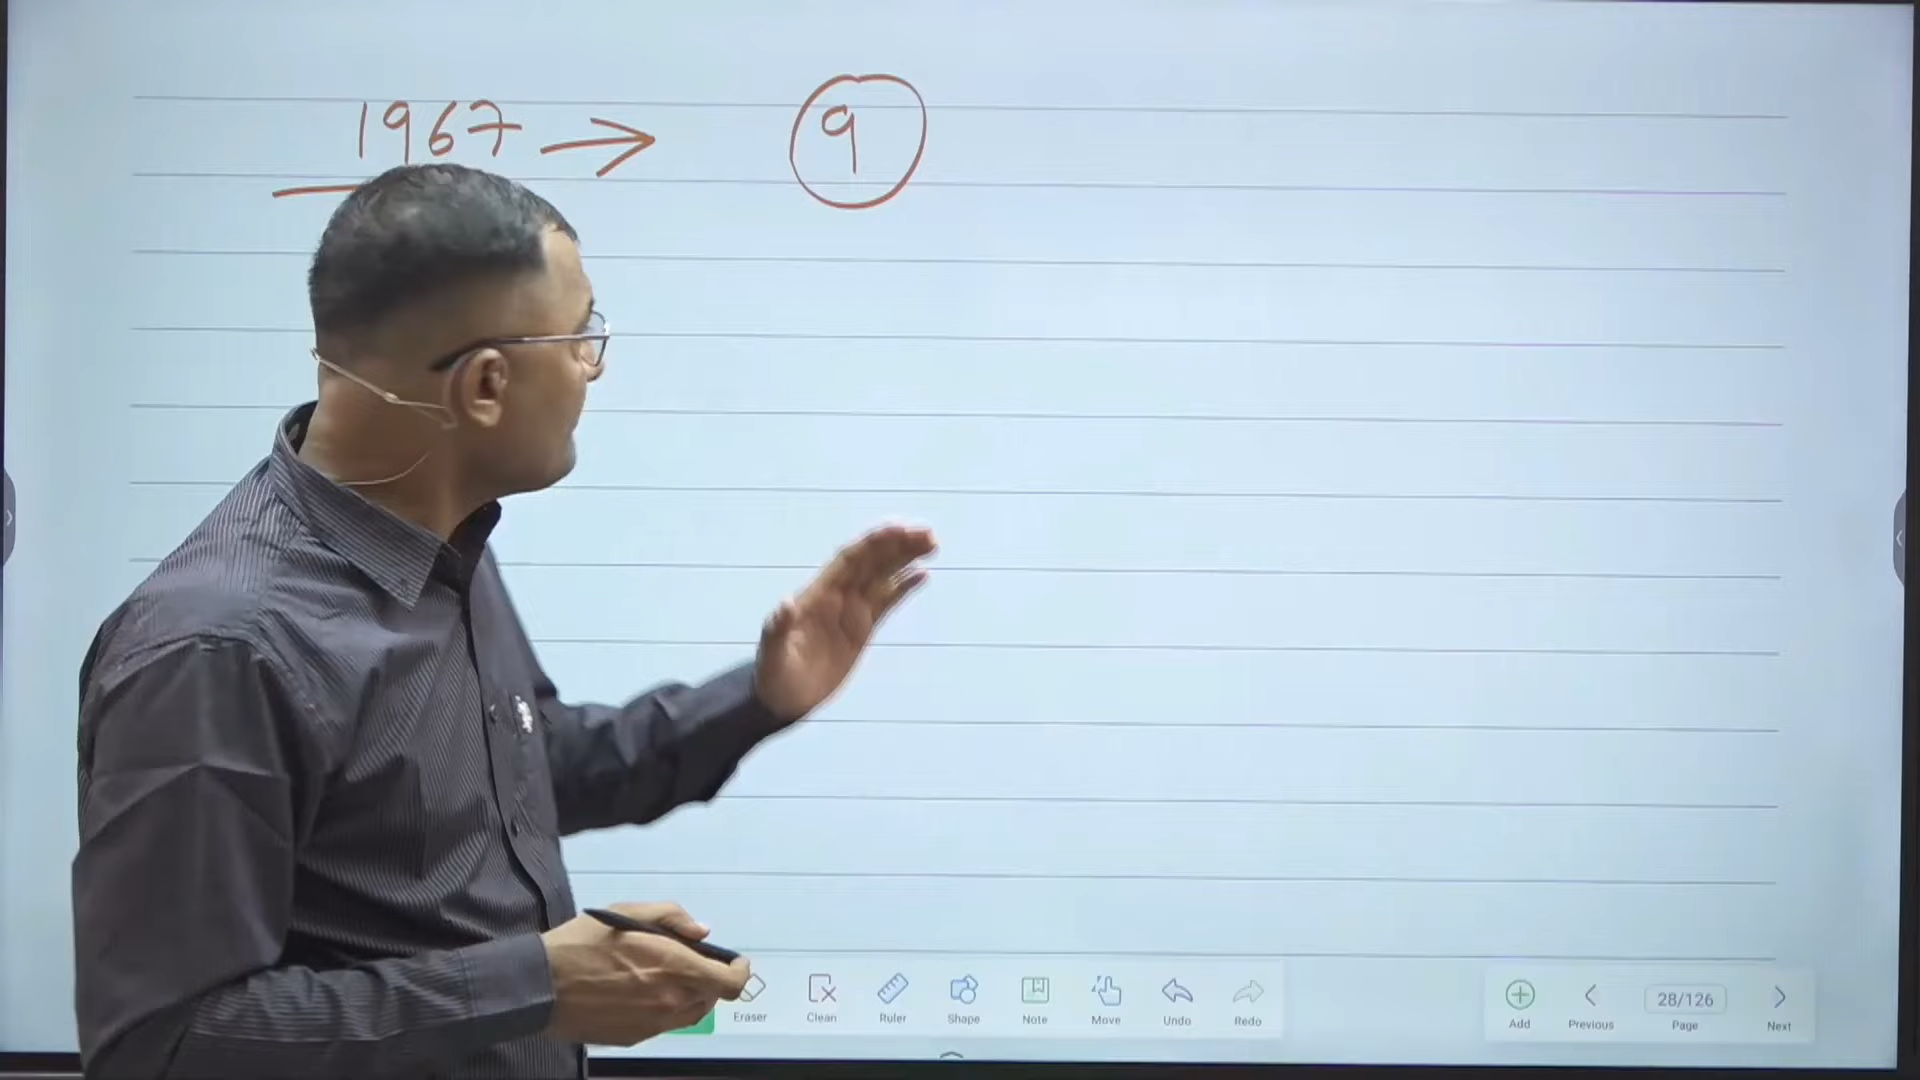 1967 → 9
Eraser Clean Ruler Shape Note Move Undo Redo
Add Previous 28/126 Page Next